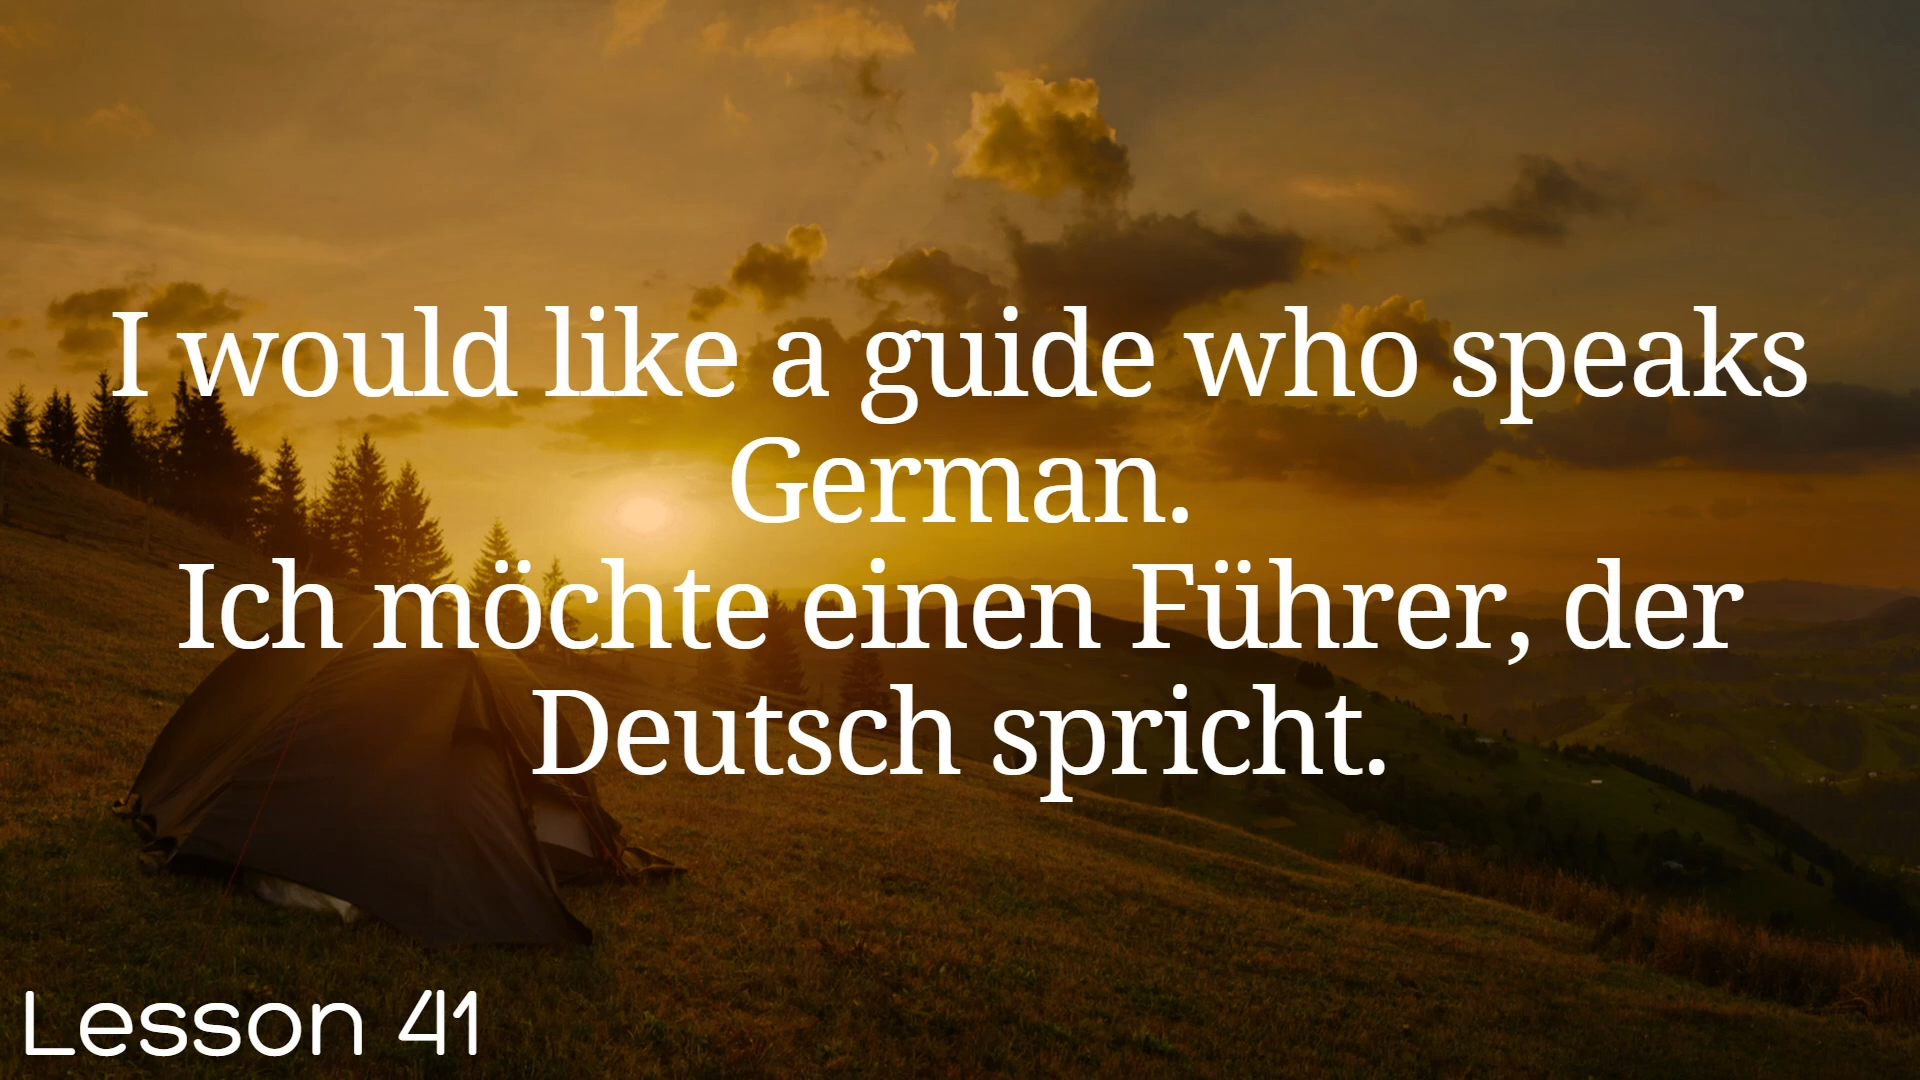 I would like a guide who speaks
German.
Ich möchte einen Führer, der
Deutsch spricht.
Lesson 41